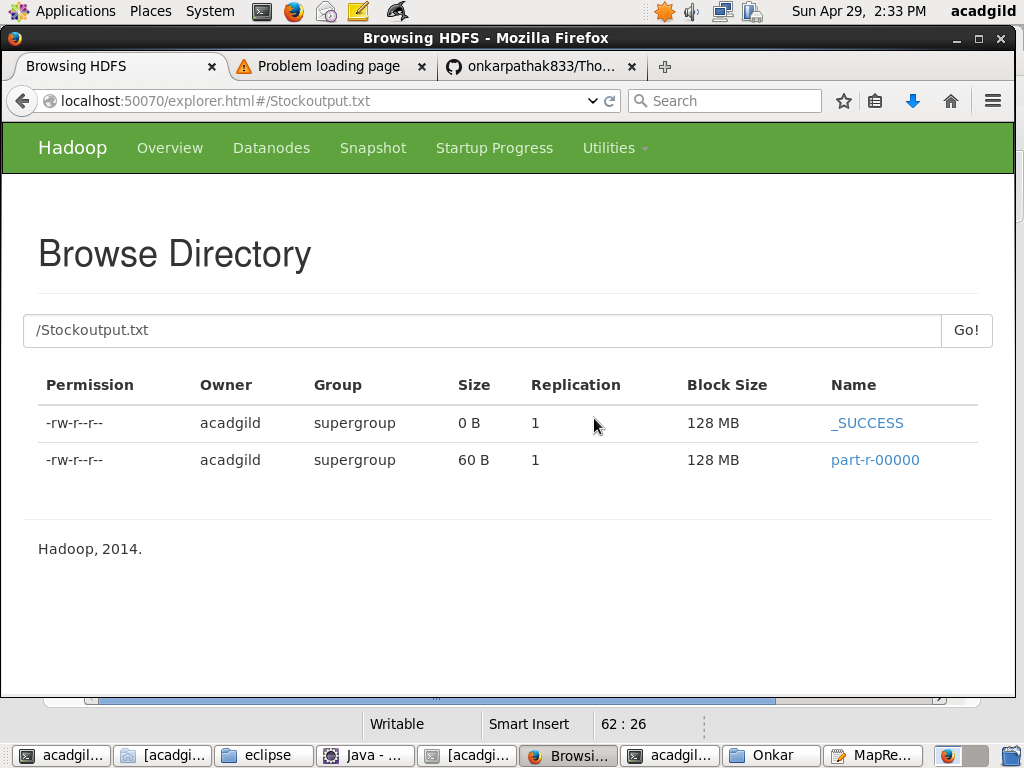 Applications Places System Sun Apr 29, 2:33 PM acadgild
Browsing HDFS - Mozilla Firefox
Browsing HDFS Problem loading page onkarpathak833/Tho...
localhost:50070/explorer.html#/Stockoutput.txt Search
Hadoop Overview Datanodes Snapshot Startup Progress Utilities
Browse Directory
/Stockoutput.txt Go!
Permission Owner Group Size Replication Block Size Name
-rw-r--r-- acadgild supergroup 0 B 1 128 MB _SUCCESS
-rw-r--r-- acadgild supergroup 60 B 1 128 MB part-r-00000
Hadoop, 2014.
Writable Smart Insert 62 : 26
acadgil... [acadgi... eclipse Java - ... [acadgi... Browsi... acadgil... Onkar MapRe...